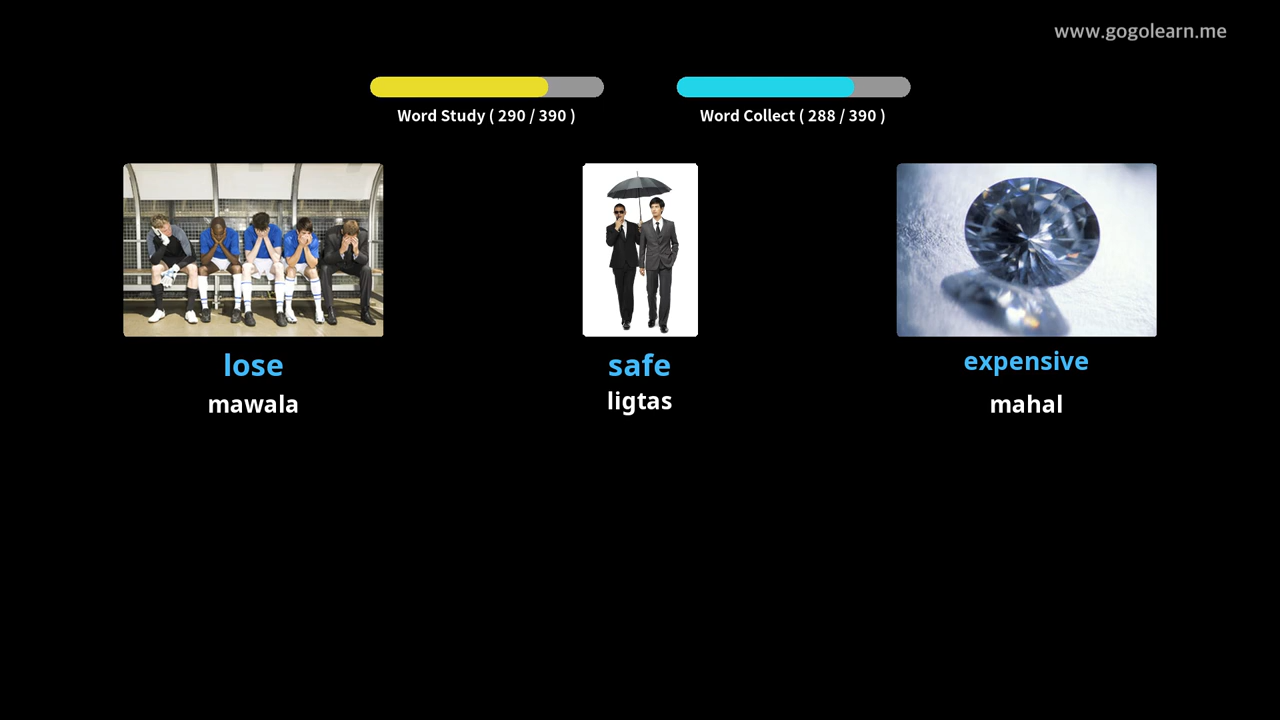 www.gogolearn.me
Word Study ( 290 / 390 )
Word Collect ( 288 / 390 )
lose
mawala
safe
ligtas
expensive
mahal